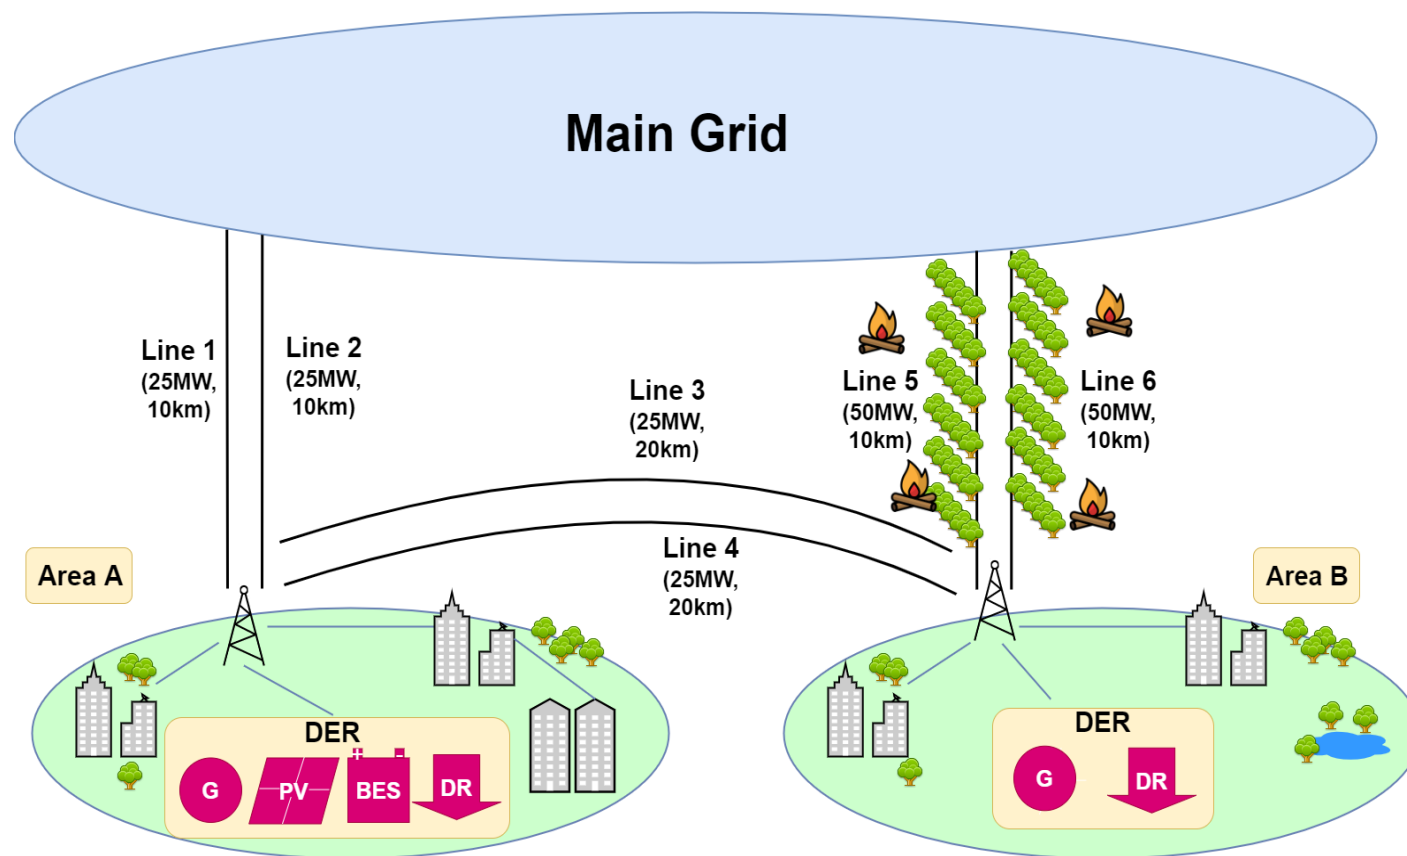 Main Grid
Line 1
(25MW,
10km)
Line 2
(25MW,
10km)
Line 3
(25MW,
20km)
Line 5
(50MW,
10km)
Line 6
(50MW,
10km)
Line 4
(25MW,
20km)
Area A
Area B
DER
G
PV
+
-
BES
DR
DER
G
DR